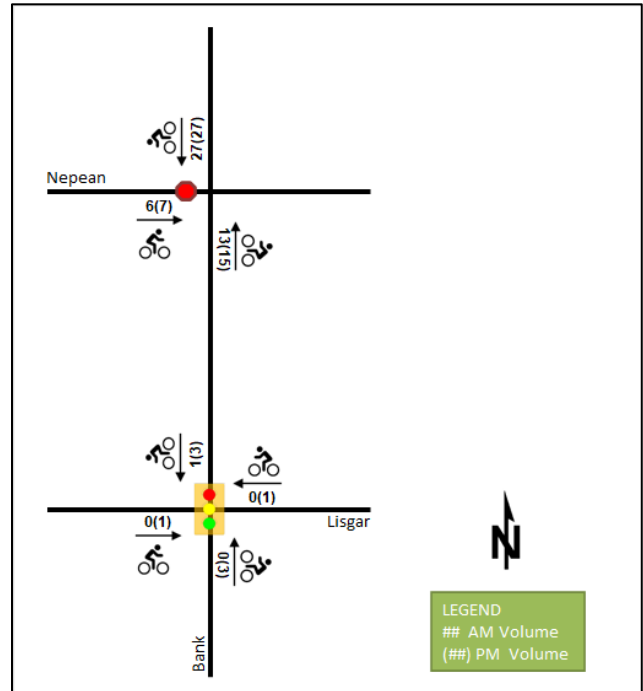 27(27)
Nepean
6(7)
13(15)
1(3)
0(1)
0(1)
Lisgar
0(3)
Bank
N
LEGEND
## AM Volume
(##) PM Volume